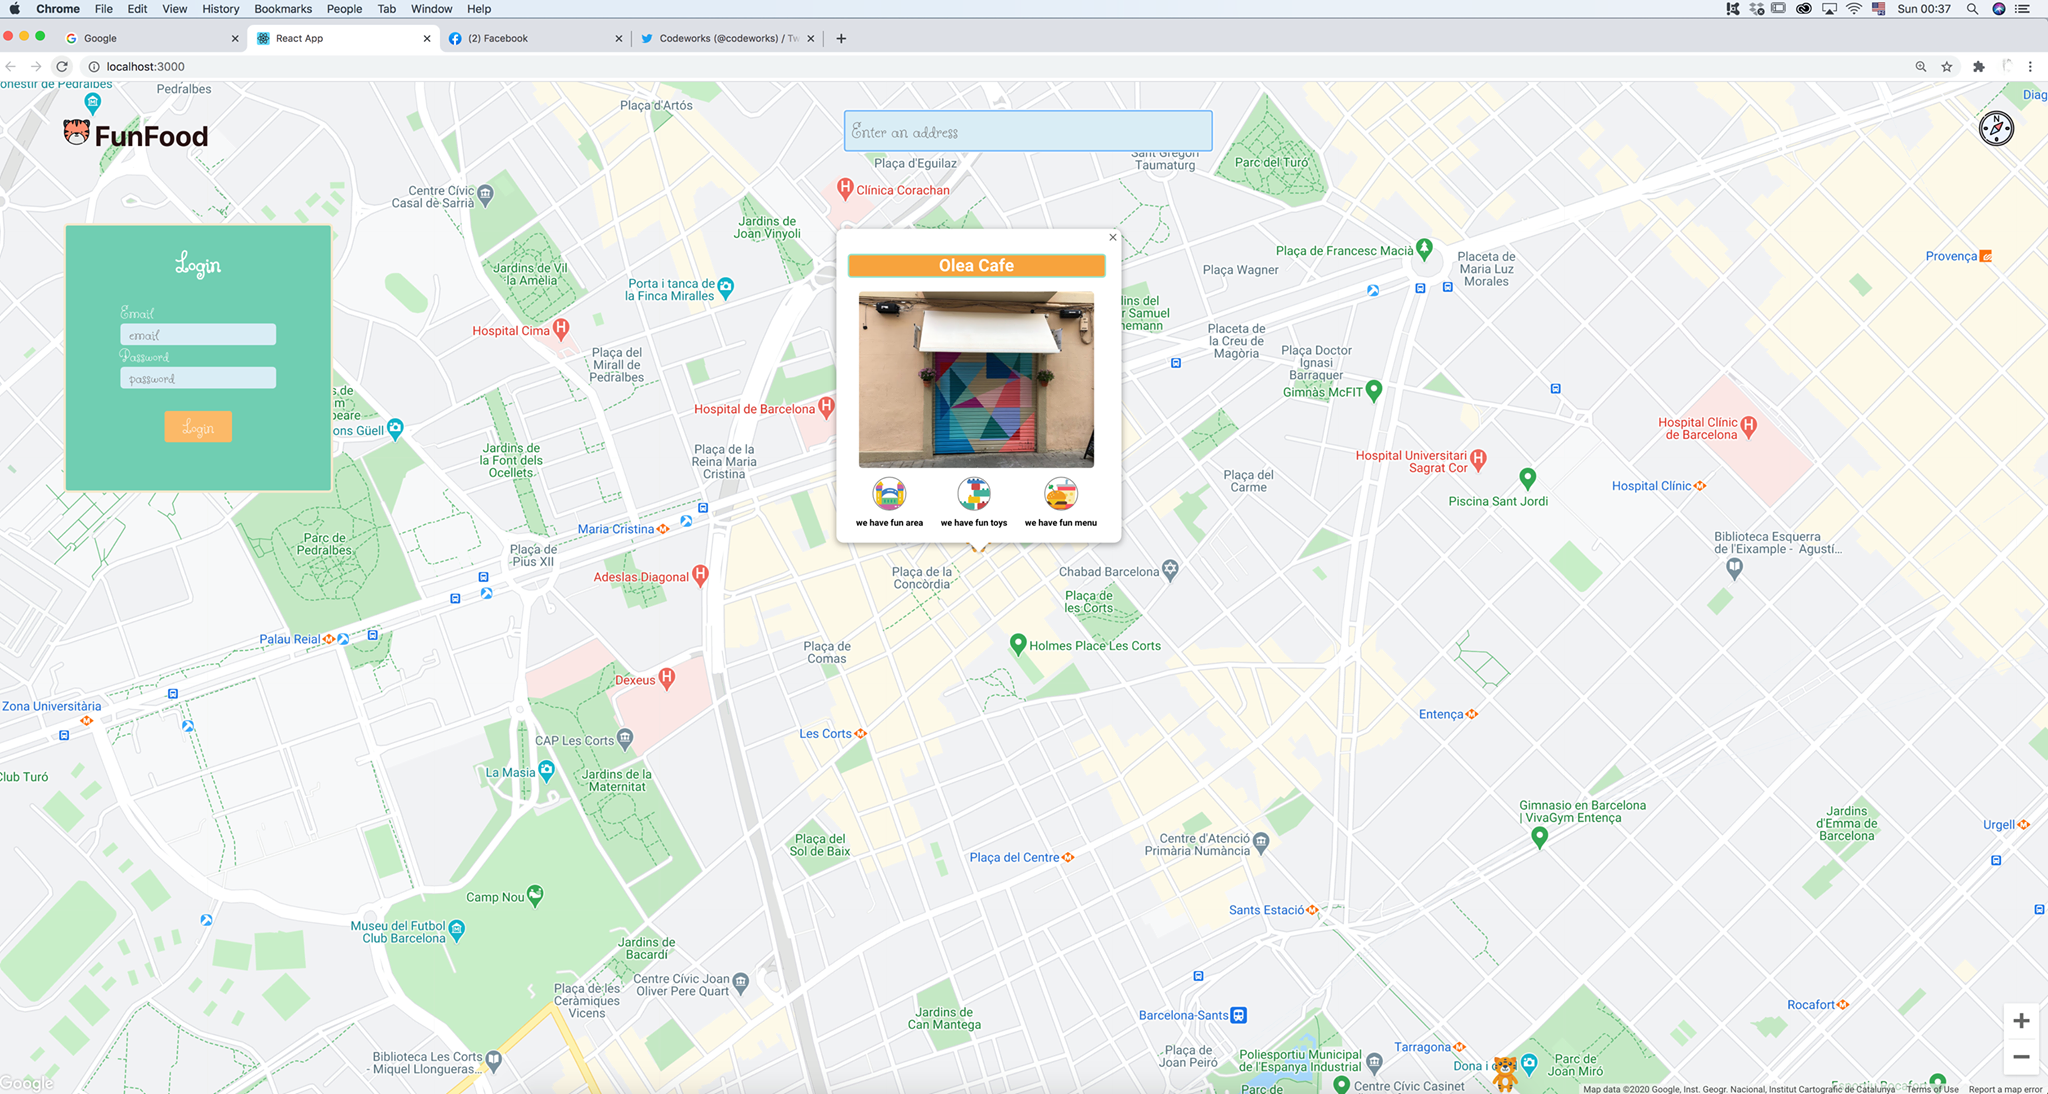 Chrome File Edit View History Bookmarks People Tab Window Help Sun 00:37
Google
React App
(2) Facebook
Codeworks (@codeworks) / Tw
localhost:3000
FunFood
Enter an address
Login
Email
email
Password
password
Login
Olea Cafe
we have fun area
we have fun toys
we have fun menu
onestir de Pedralbes
Pedralbes
Plaça d'Artós
Diag
Plaça d'Eguilaz
Sant Gregori
Taumaturg
Parc del Turó
Centre Cívic
Casal de Sarrià
Clínica Corachan
Jardins de
Joan Vinyoli
Plaça de Francesc Macià
Placeta de
Maria Luz
Morales
Provença
Jardins de Vil
la Amèlia
Plaça Wagner
Porta i tanca de
la Finca Miralles
dins del
r Samuel
nemann
Hospital Cima
Placeta de
la Creu de
Magòria
Plaça del
Mirall de
Pedralbes
Plaça Doctor
Ignasi
Barraquer
Gimnàs McFIT
s de
m
peare
ons Güell
Hospital de Barcelona
Hospital Clínic
de Barcelona
Jardins de
la Font dels
Ocellets
Plaça de la
Reina Maria
Cristina
Hospital Universitari
Sagrat Cor
Plaça del
Carme
Hospital Clínic
Piscina Sant Jordi
Maria Cristina
Parc de
Pedralbes
Plaça de
Pius XII
Biblioteca Esquerra
de l'Eixample - Agustí...
Adeslas Diagonal
Plaça de la
Concòrdia
Chabad Barcelona
Plaça de
les Corts
Palau Reial
Plaça de
Comas
Holmes Place Les Corts
Dexeus
Zona Universitària
Entença
Les Corts
CAP Les Corts
La Masia
Jardins de la
Maternitat
Club Turó
Gimnasio en Barcelona
| VivaGym Entença
Jardins
d'Emma de
Barcelona
Urgell
Plaça del
Sol de Baix
Centre d'Atenció
Primària Numància
Plaça del Centre
Camp Nou
Sants Estació
Museu del Futbol
Club Barcelona
Jardins de
Bacardí
Plaça de les
Ceràmiques
Vicens
Centre Cívic Joan
Oliver Pere Quart
Rocafort
Jardins de
Can Mantega
Barcelona-Sants
Biblioteca Les Corts
- Miquel Llongueras...
Plaça de
Joan Peiró
Poliesportiu Municipal
de l'Espanya Industrial
Parc de
Tarragona
Dona i
Parc de
Joan Miró
Centre Cívic Casinet
Google
Map data ©2020 Google, Inst. Geogr. Nacional, Institut Cartogràfic de Catalunya Terms of Use Report a map error